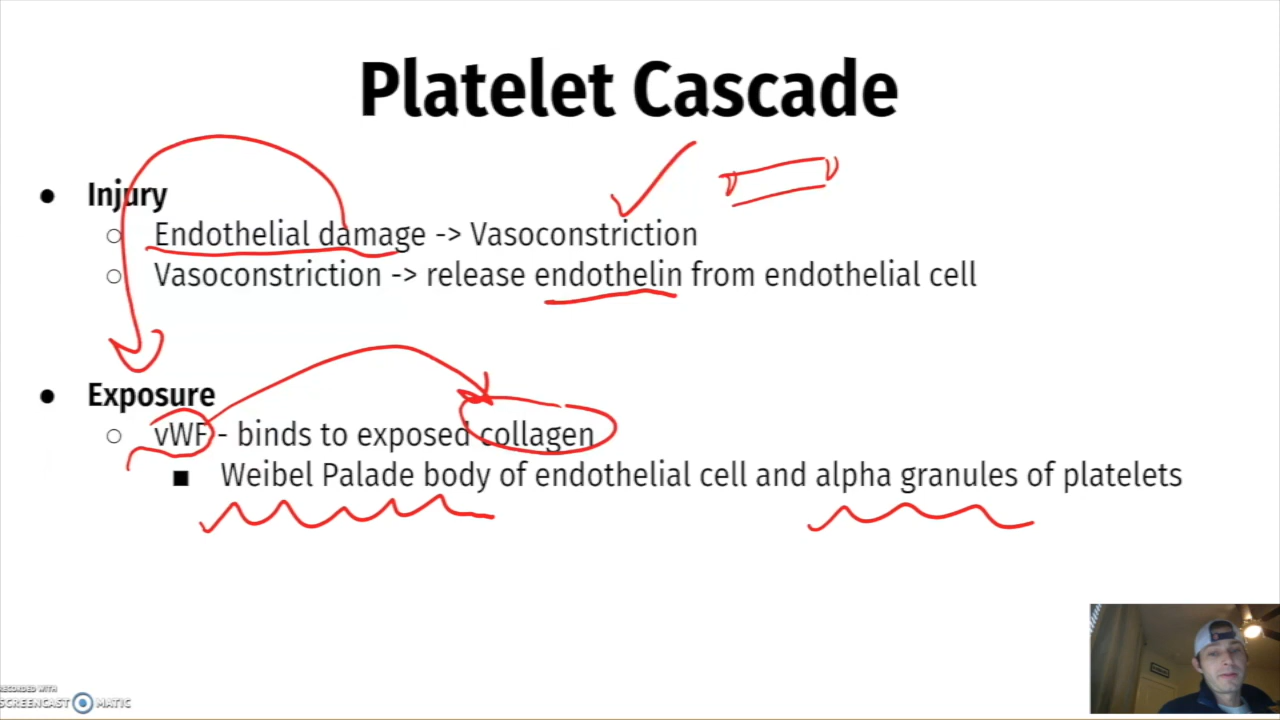 Platelet Cascade
● Injury
○ Endothelial damage -> Vasoconstriction
○ Vasoconstriction -> release endothelin from endothelial cell
● Exposure
○ vWF - binds to exposed collagen
■ Weibel Palade body of endothelial cell and alpha granules of platelets
RECORDED WITH
SCREENCAST MATIC